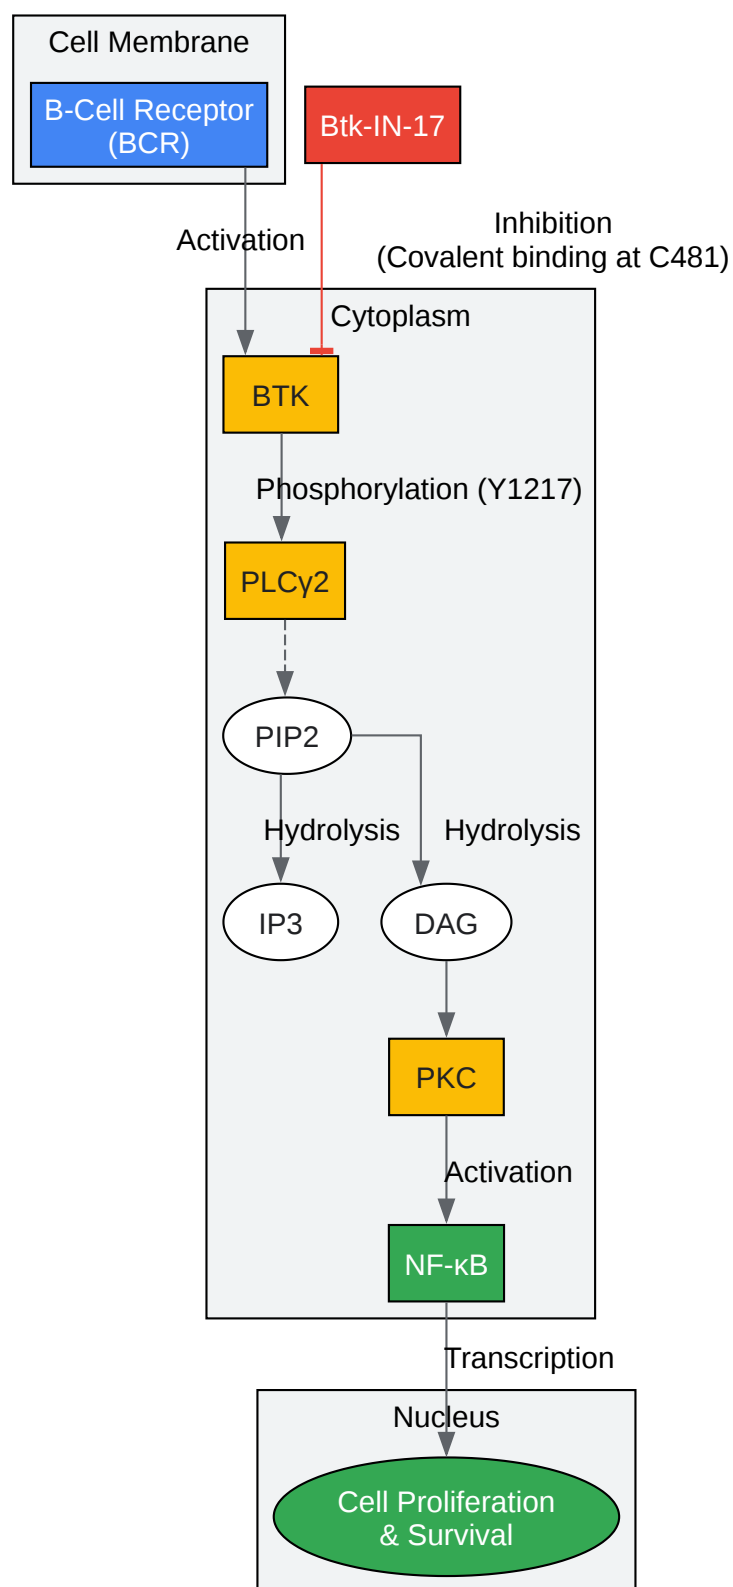 Cell Membrane
B-Cell Receptor
(BCR)
Btk-IN-17
Activation
Inhibition
(Covalent binding at C481)
Cytoplasm
BTK
Phosphorylation (Y1217)
PLCγ2
PIP2
Hydrolysis
Hydrolysis
IP3
DAG
PKC
Activation
NF-κB
Transcription
Nucleus
Cell Proliferation
& Survival